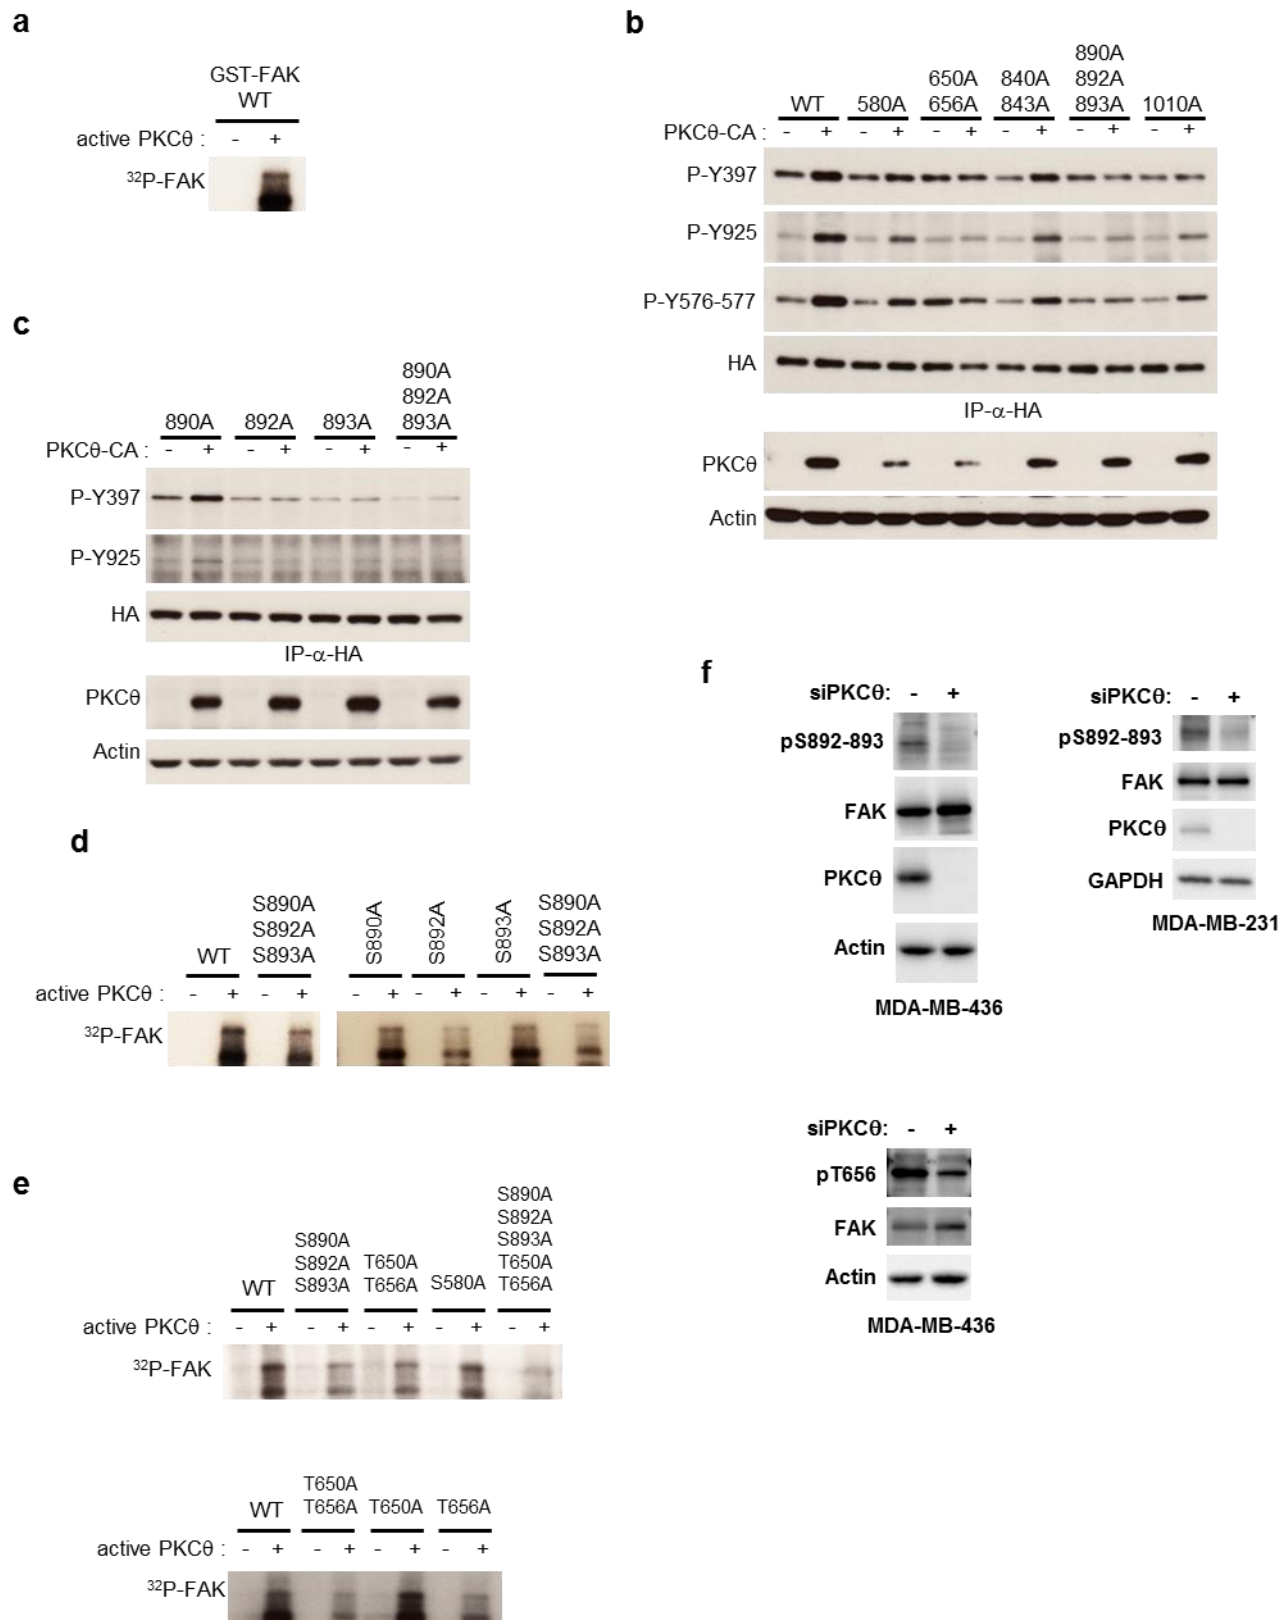 a
GST-FAK
WT
active PKCθ : - +
³²P-FAK
b
890A
650A 840A 892A
WT 580A 656A 843A 893A 1010A
PKCθ-CA : - + - + - + - + - + - +
P-Y397
P-Y925
P-Y576-577
HA
IP-α-HA
PKCθ
Actin
c
890A
892A
890A 892A 893A 893A
PKCθ-CA : - + - + - + - +
P-Y397
P-Y925
HA
IP-α-HA
PKCθ
Actin
d
S890A
S892A
WT S893A
S890A S892A S893A
S890A
S892A
S893A
active PKCθ : - + - + - + - + - + - +
³²P-FAK
e
S890A
S892A
S890A S893A
S892A T650A T650A
WT S893A T656A S580A T656A
active PKCθ : - + - + - + - + - +
³²P-FAK
T650A
WT T656A T650A T656A
active PKCθ : - + - + - + - +
³²P-FAK
f
siPKCθ: - +
pS892-893
FAK
PKCθ
Actin
MDA-MB-436
siPKCθ: - +
pS892-893
FAK
PKCθ
GAPDH
MDA-MB-231
siPKCθ: - +
pT656
FAK
Actin
MDA-MB-436